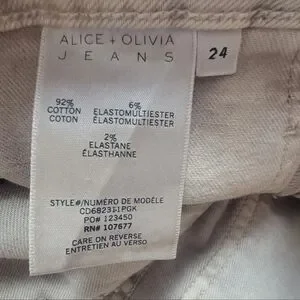 ALICE + OLIVIA
JEANS
24
92% COTTON COTON
6% ELASTOMULTIESTER ELASTOMULTIESTER
2%
ELASTANE
ÉLASTHANNE
STYLE#/NUMÉRO DE MODÈLE
CD682311PGK
PO# 123450
RN# 107677
CARE ON REVERSE
ENTRETIEN AU VERSO